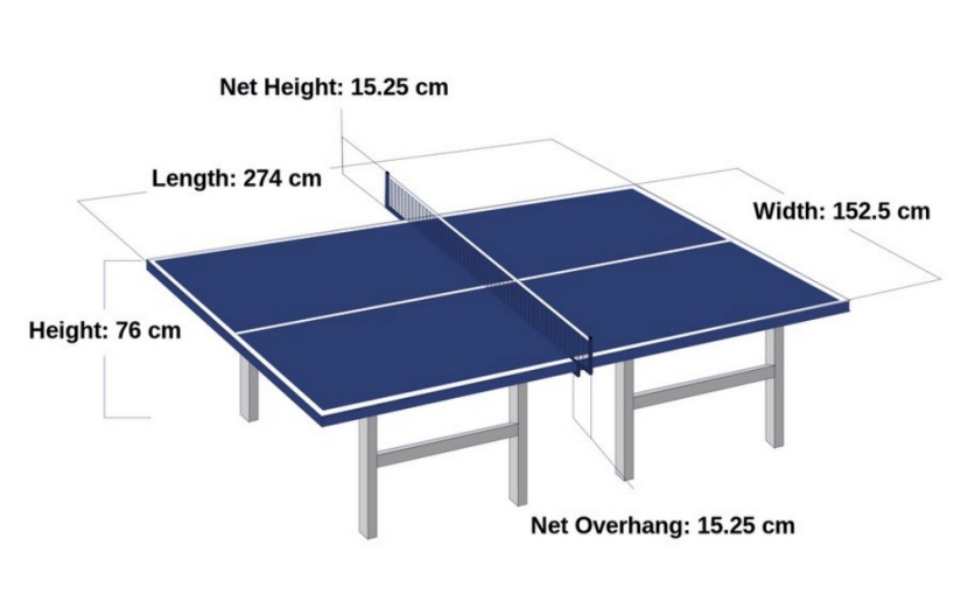 Net Height: 15.25 cm
Length: 274 cm
Width: 152.5 cm
Height: 76 cm
Net Overhang: 15.25 cm